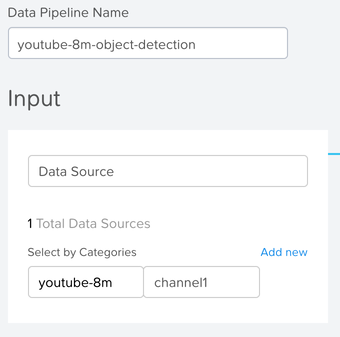 Data Pipeline Name
youtube-8m-object-detection
Input
Data Source
1 Total Data Sources
Select by Categories Add new
youtube-8m channel1